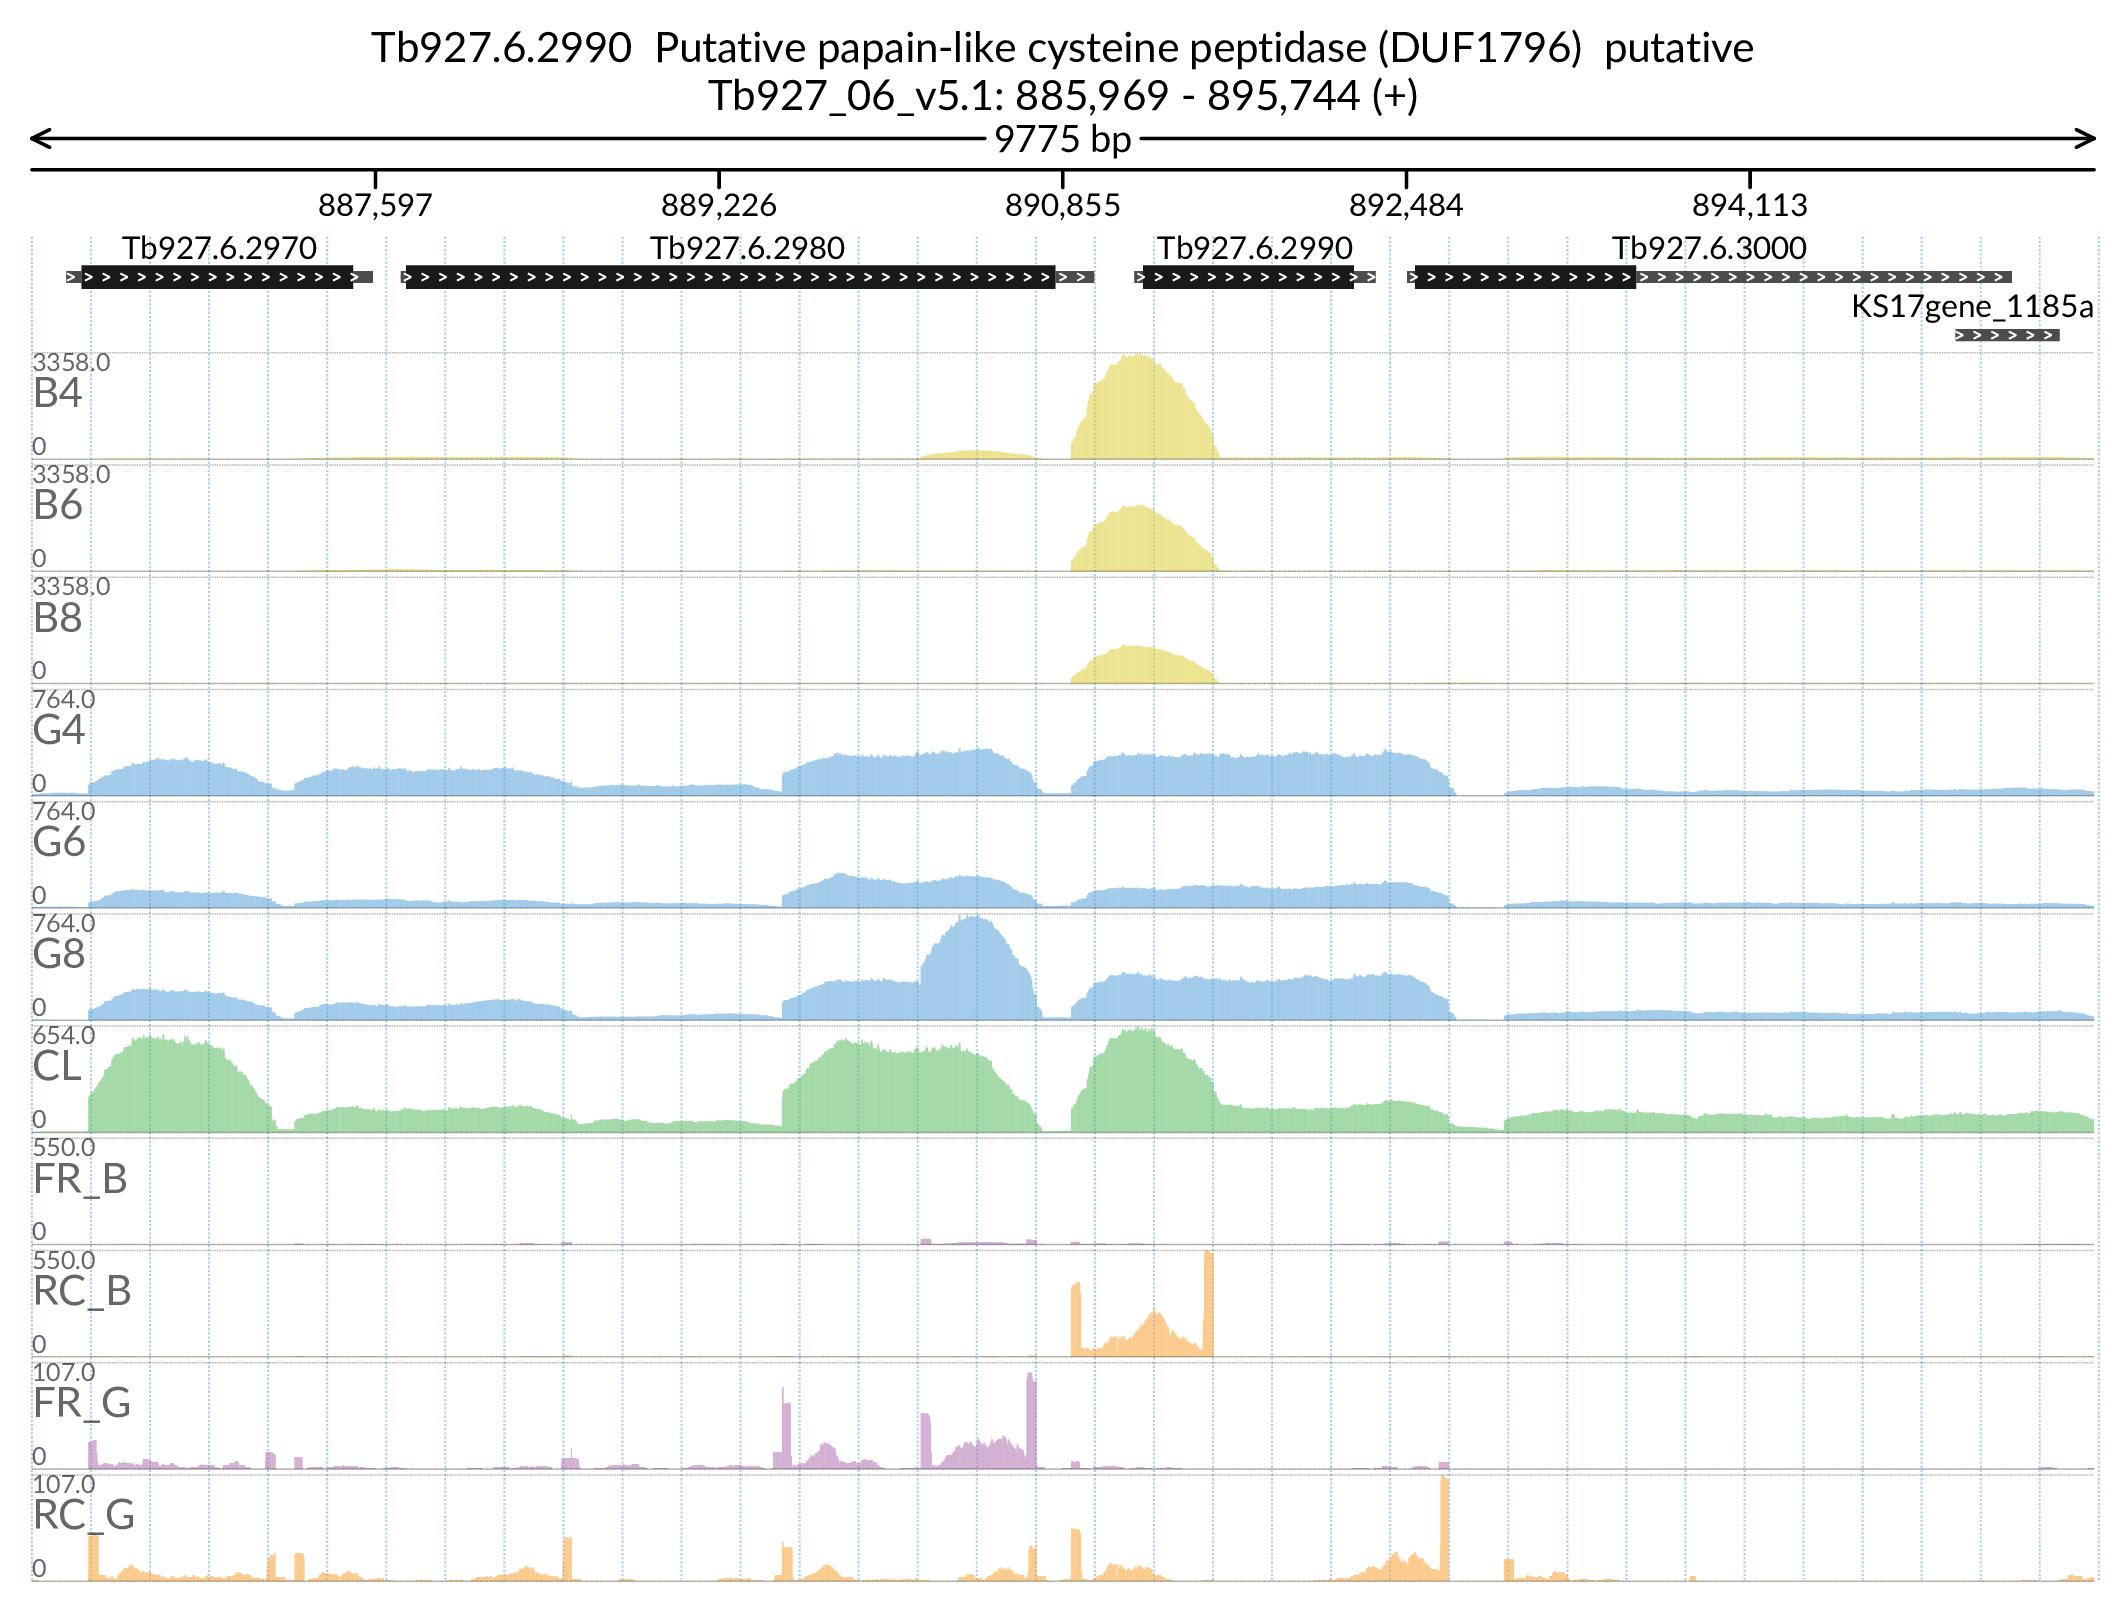 Tb927.6.2990  Putative papain-like cysteine peptidase (DUF1796)  putative
Tb927_06_v5.1: 885,969 - 895,744 (+)
9775 bp
887,597 889,226 890,855 892,484 894,113
Tb927.6.2970 Tb927.6.2980 Tb927.6.2990 Tb927.6.3000
KS17gene_1185a
3358.0
B4
0
3358.0
B6
0
3358.0
B8
0
764.0
G4
0
764.0
G6
0
764.0
G8
0
654.0
CL
0
550.0
FR_B
0
550.0
RC_B
0
107.0
FR_G
0
107.0
RC_G
0